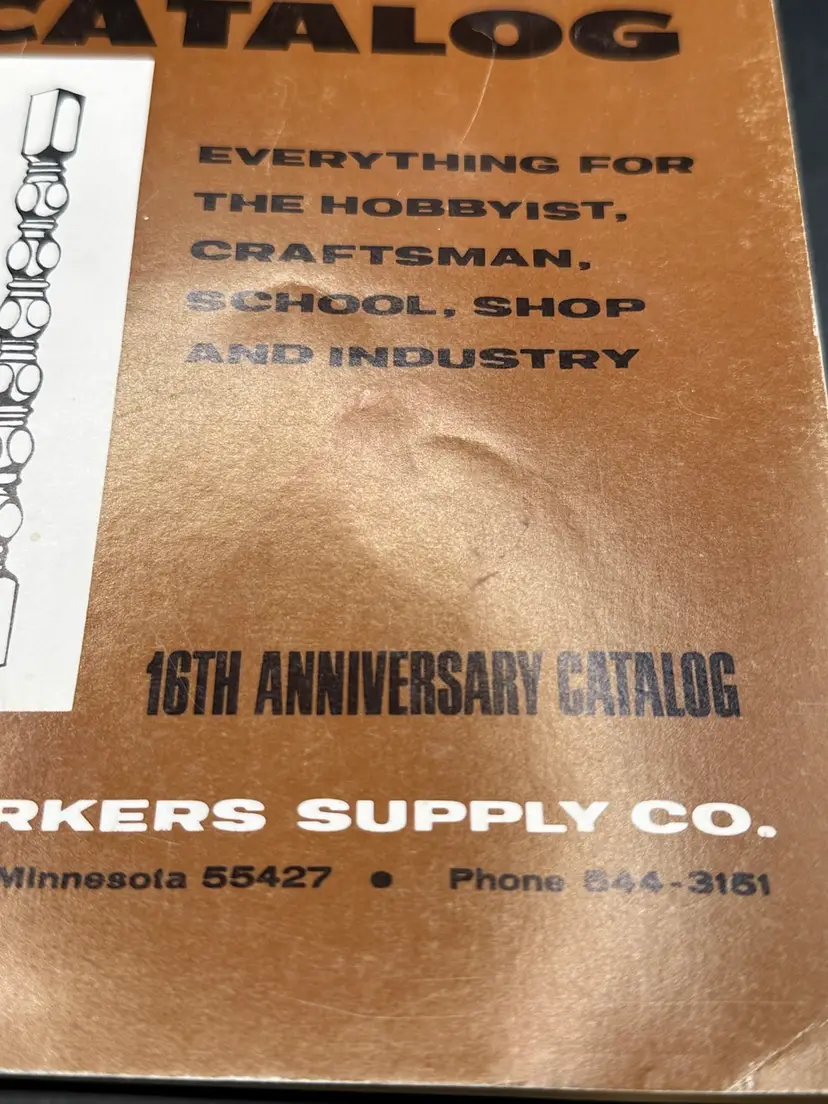 CATALOG
EVERYTHING FOR
THE HOBBYIST,
CRAFTSMAN,
SCHOOL, SHOP
AND INDUSTRY
16TH ANNIVERSARY CATALOG
RKERS SUPPLY CO.
Minnesota 55427 • Phone 544-3151